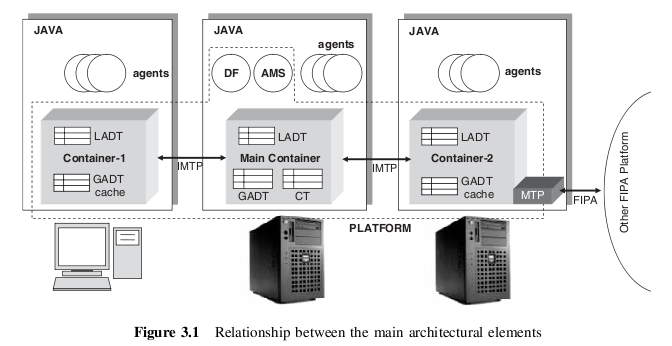 JAVA
agents
LADT
Container-1
GADT
cache
IMTP
JAVA
DF
AMS
agents
LADT
Main Container
GADT
CT
IMTP
JAVA
agents
LADT
Container-2
GADT
cache
MTP
FIPA
Other FIPA Platform
PLATFORM
Figure 3.1 Relationship between the main architectural elements